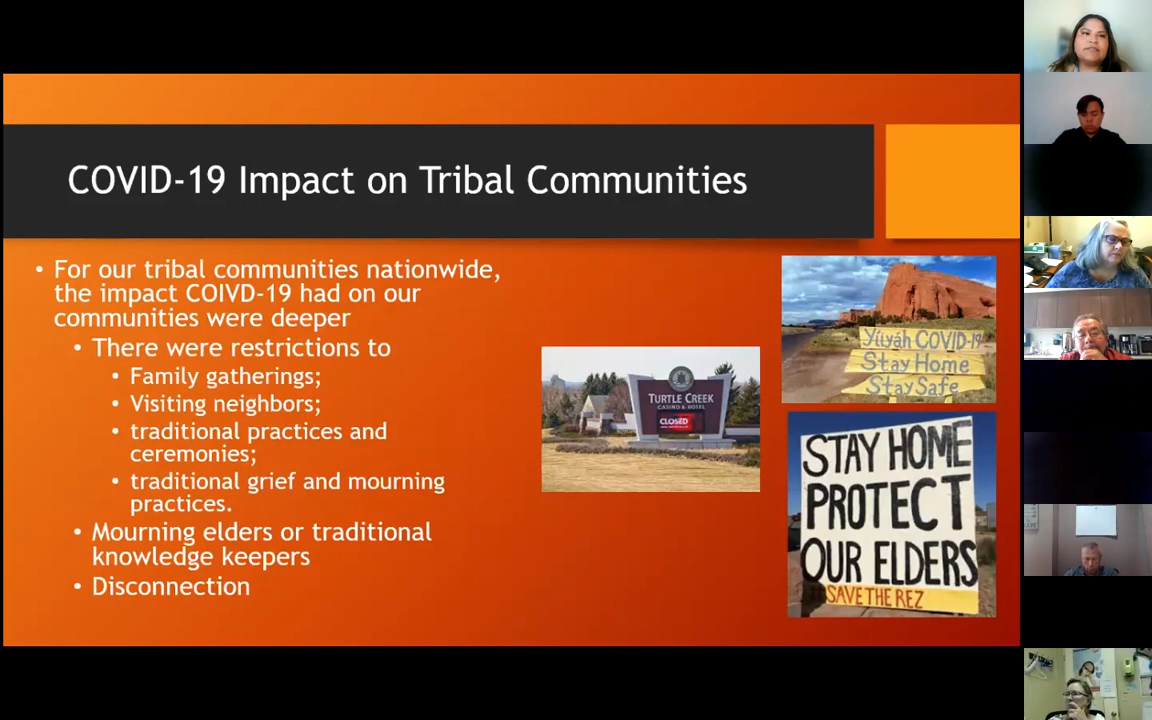 COVID-19 Impact on Tribal Communities
• For our tribal communities nationwide,
the impact COIVD-19 had on our
communities were deeper
• There were restrictions to
• Family gatherings;
• Visiting neighbors;
• traditional practices and
ceremonies;
• traditional grief and mourning
practices.
• Mourning elders or traditional
knowledge keepers
• Disconnection
TURTLE CREEK
CASINO & HOTEL
CLOSED
Yíiyáh COVID-19
Stay Home
Stay Safe
STAY HOME
PROTECT
OUR ELDERS
SAVE THE REZ